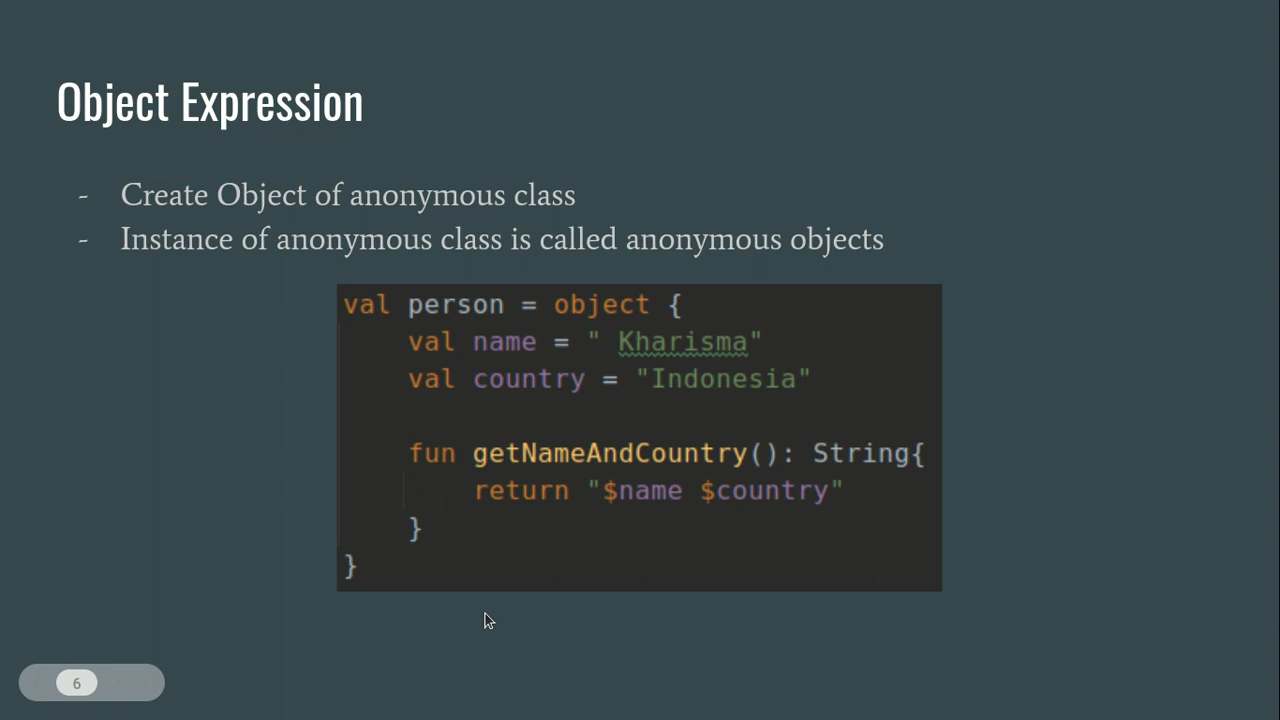 Object Expression
- Create Object of anonymous class
- Instance of anonymous class is called anonymous objects
val person = object {
    val name = " Kharisma"
    val country = "Indonesia"
    fun getNameAndCountry(): String{
        return "$name $country"
    }
}
6